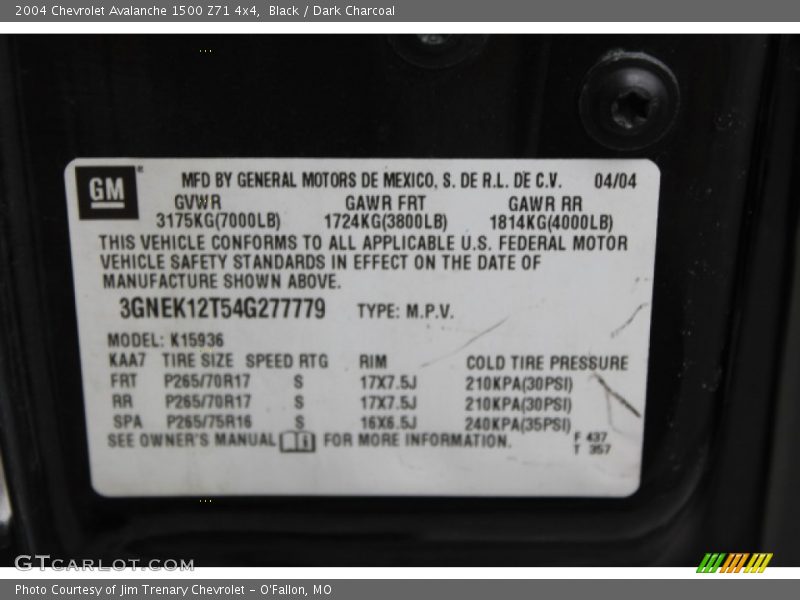 2004 Chevrolet Avalanche 1500 Z71 4x4, Black / Dark Charcoal
GM® MFD BY GENERAL MOTORS DE MEXICO, S. DE R.L. DE C.V. 04/04
GVWR GAWR FRT GAWR RR
3175KG(7000LB) 1724KG(3800LB) 1814KG(4000LB)
THIS VEHICLE CONFORMS TO ALL APPLICABLE U.S. FEDERAL MOTOR
VEHICLE SAFETY STANDARDS IN EFFECT ON THE DATE OF
MANUFACTURE SHOWN ABOVE.
3GNEK12T54G277779 TYPE: M.P.V.
MODEL: K15936
KAA7 TIRE SIZE SPEED RTG RIM COLD TIRE PRESSURE
FRT P265/70R17 S 17X7.5J 210KPA(30PSI)
RR P265/70R17 S 17X7.5J 210KPA(30PSI)
SPA P265/75R16 S 16X6.5J 240KPA(35PSI)
SEE OWNER'S MANUAL FOR MORE INFORMATION.
F 437
T 357
GTCARLOT.COM
Photo Courtesy of Jim Trenary Chevrolet - O'Fallon, MO